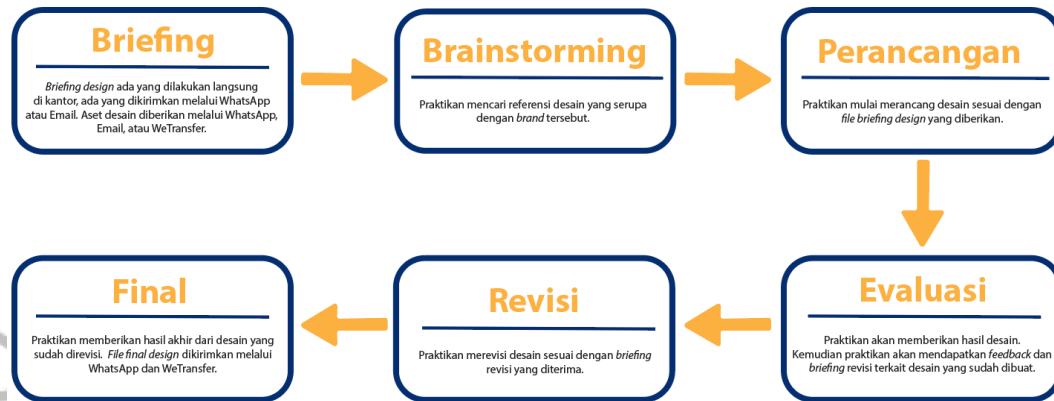 Briefing
Briefing design ada yang dilakukan langsung
di kantor, ada yang dikirimkan melalui WhatsApp
atau Email. Aset desain diberikan melalui WhatsApp,
Email, atau WeTransfer.
Brainstorming
Praktikan mencari referensi desain yang serupa
dengan brand tersebut.
Perancangan
Praktikan mulai merancang desain sesuai dengan
file briefing design yang diberikan.
Evaluasi
Praktikan akan memberikan hasil desain.
Kemudian praktikan akan mendapatkan feedback dan
briefing revisi terkait desain yang sudah dibuat.
Revisi
Praktikan merevisi desain sesuai dengan briefing
revisi yang diterima.
Final
Praktikan memberikan hasil akhir dari desain yang
sudah direvisi. File final design dikirimkan melalui
WhatsApp dan WeTransfer.